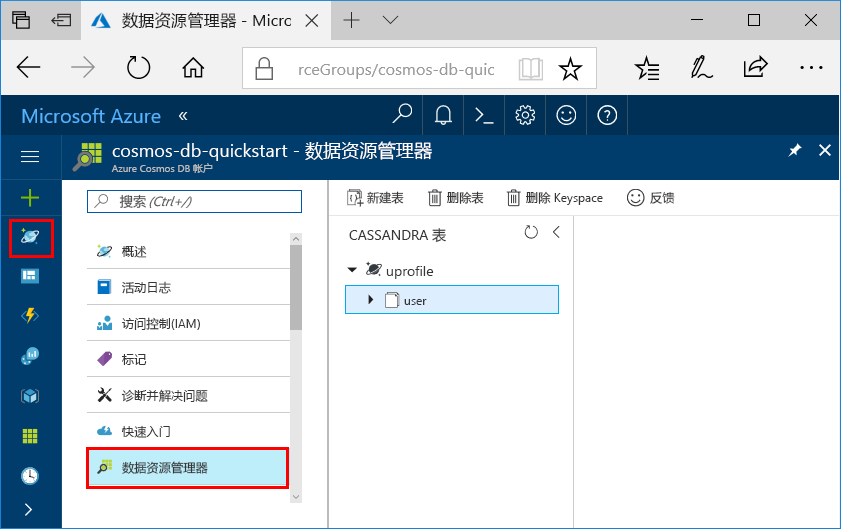 数据资源管理器 - Micro
rceGroups/cosmos-db-quic
Microsoft Azure «
cosmos-db-quickstart - 数据资源管理器
Azure Cosmos DB 帐户
搜索 (Ctrl+/)
概述
活动日志
访问控制(IAM)
标记
诊断并解决问题
快速入门
数据资源管理器
新建表 删除表 删除 Keyspace 反馈
CASSANDRA 表
uprofile
user